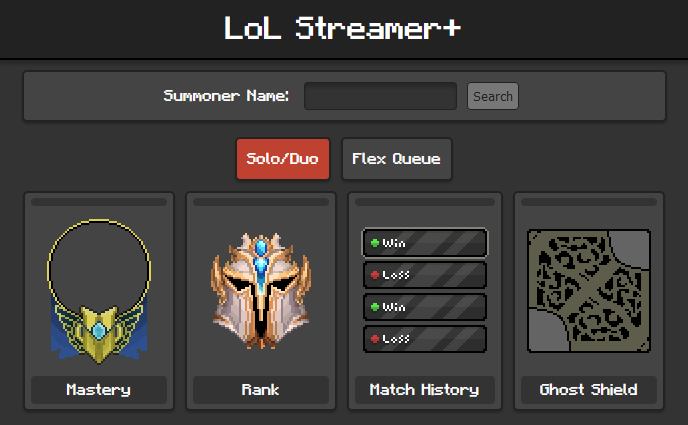 LoL Streamer+
Summoner Name: Search
Solo/Duo Flex Queue
Win
Loss
Win
Loss
Mastery Rank Match History Ghost Shield